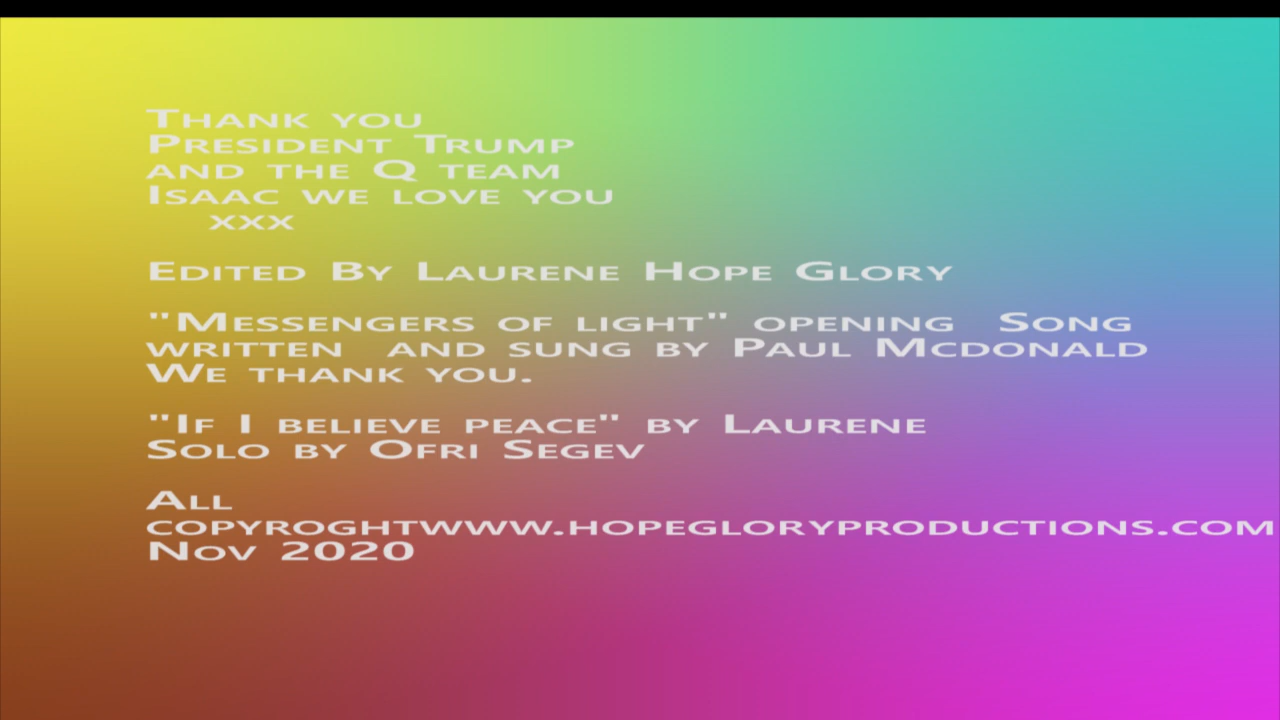 Thank you
President Trump
and the Q team
Isaac we love you
xxx
Edited By Laurene Hope Glory
"Messengers of light" opening Song
written and sung by Paul Mcdonald
We thank you.
"If I believe peace" by Laurene
Solo by Ofri Segev
All
copyroghtwww.hopegloryproductions.com
Nov 2020